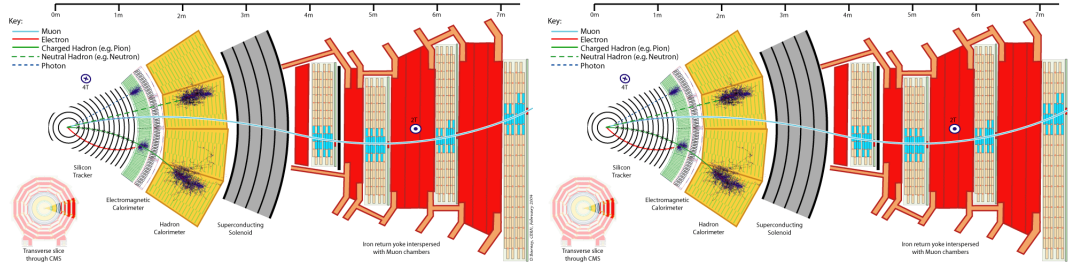 0m 1m 2m 3m 4m 5m 6m 7m
Key:
Muon
Electron
Charged Hadron (e.g. Pion)
Neutral Hadron (e.g. Neutron)
Photon
4T
2T
Silicon
Tracker
Electromagnetic
Calorimeter
Hadron
Calorimeter
Superconducting
Solenoid
Iron return yoke interspersed
with Muon chambers
Transverse slice
through CMS
D Barney, CERN, February 2004
0m 1m 2m 3m 4m 5m 6m 7m
Key:
Muon
Electron
Charged Hadron (e.g. Pion)
Neutral Hadron (e.g. Neutron)
Photon
4T
2T
Silicon
Tracker
Electromagnetic
Calorimeter
Hadron
Calorimeter
Superconducting
Solenoid
Iron return yoke interspersed
with Muon chambers
Transverse slice
through CMS